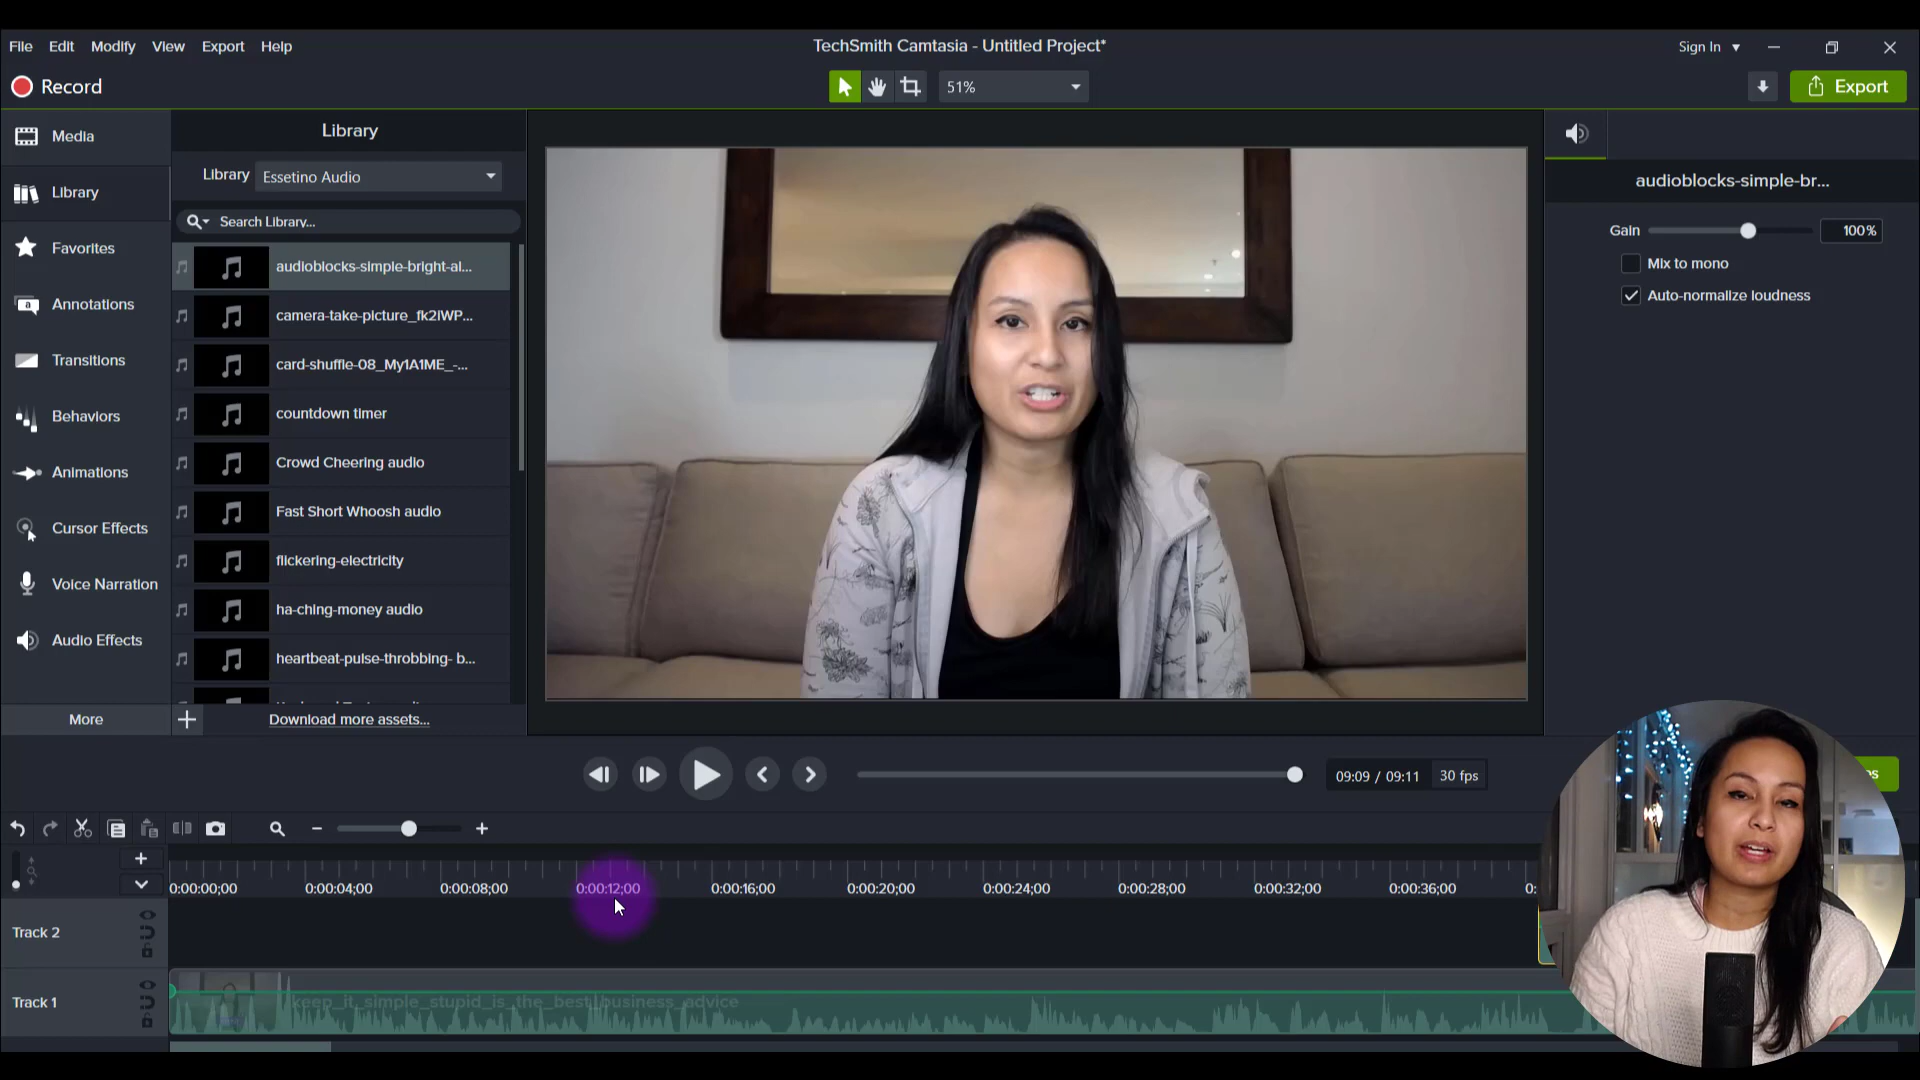 File Edit Modify View Export Help
TechSmith Camtasia - Untitled Project*
Sign In
Record
51%
Export
Media
Library
Favorites
Annotations
Transitions
Behaviors
Animations
Cursor Effects
Voice Narration
Audio Effects
More
Library
Library Essetino Audio
Search Library...
audioblocks-simple-bright-al...
camera-take-picture_fk2IWP...
card-shuffle-08_My1A1ME_-...
countdown timer
Crowd Cheering audio
Fast Short Whoosh audio
flickering-electricity
ha-ching-money audio
heartbeat-pulse-throbbing- b...
Download more assets...
audioblocks-simple-br...
Gain 100%
Mix to mono
Auto-normalize loudness
09:09 / 09:11 30 fps
0:00:00;00 0:00:04;00 0:00:08;00 0:00:12;00 0:00:16;00 0:00:20;00 0:00:24;00 0:00:28;00 0:00:32;00 0:00:36;00 0:
Track 2
Track 1
keep_it_simple_stupid_is_the_best_business_advice